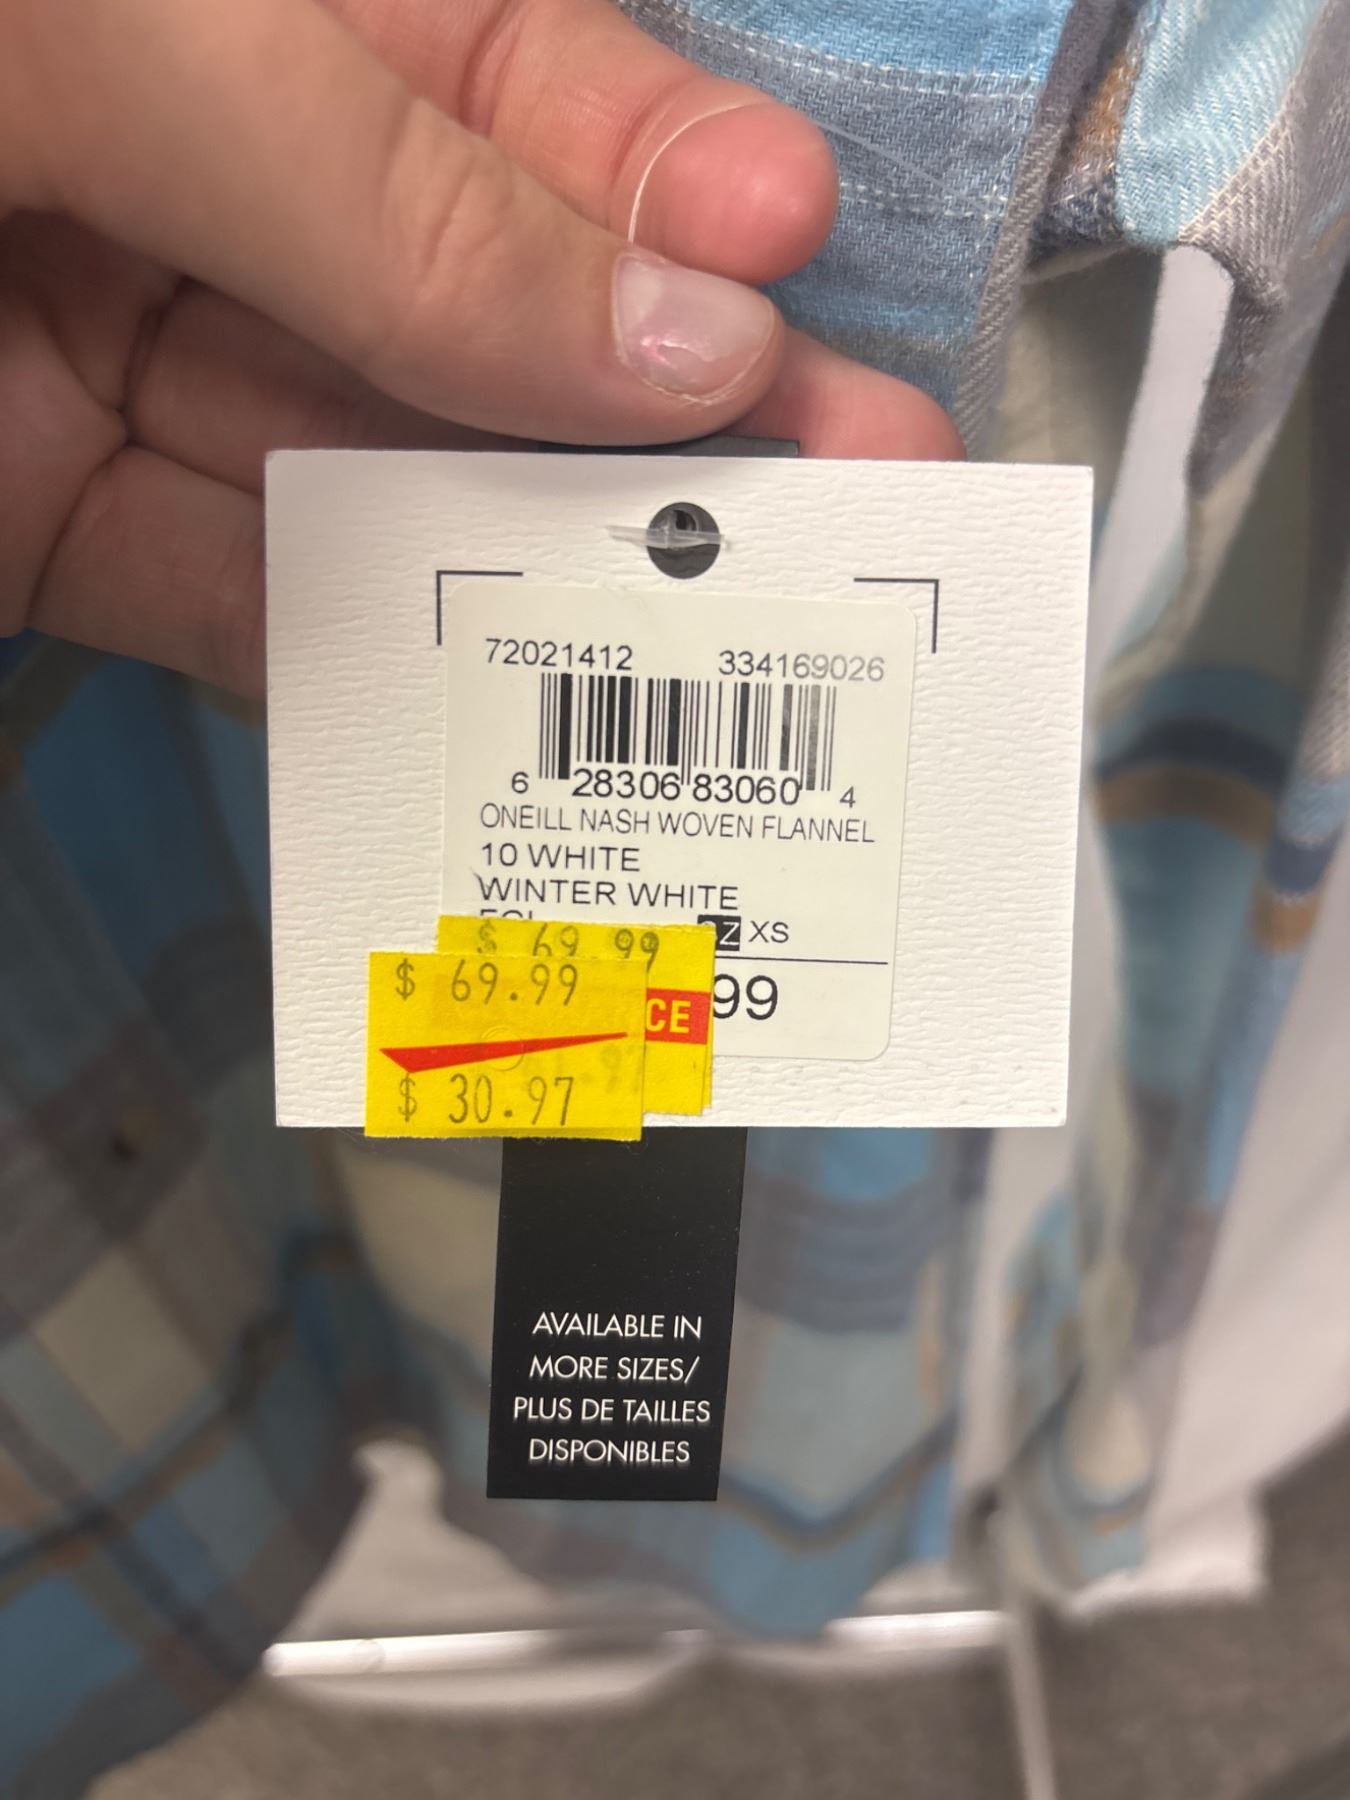 72021412 334169026
6 28306 83060 4
ONEILL NASH WOVEN FLANNEL
10 WHITE
WINTER WHITE
XS
$ 69.99
$ 69.99
CE 99
$ 30.97
AVAILABLE IN
MORE SIZES/
PLUS DE TAILLES
DISPONIBLES